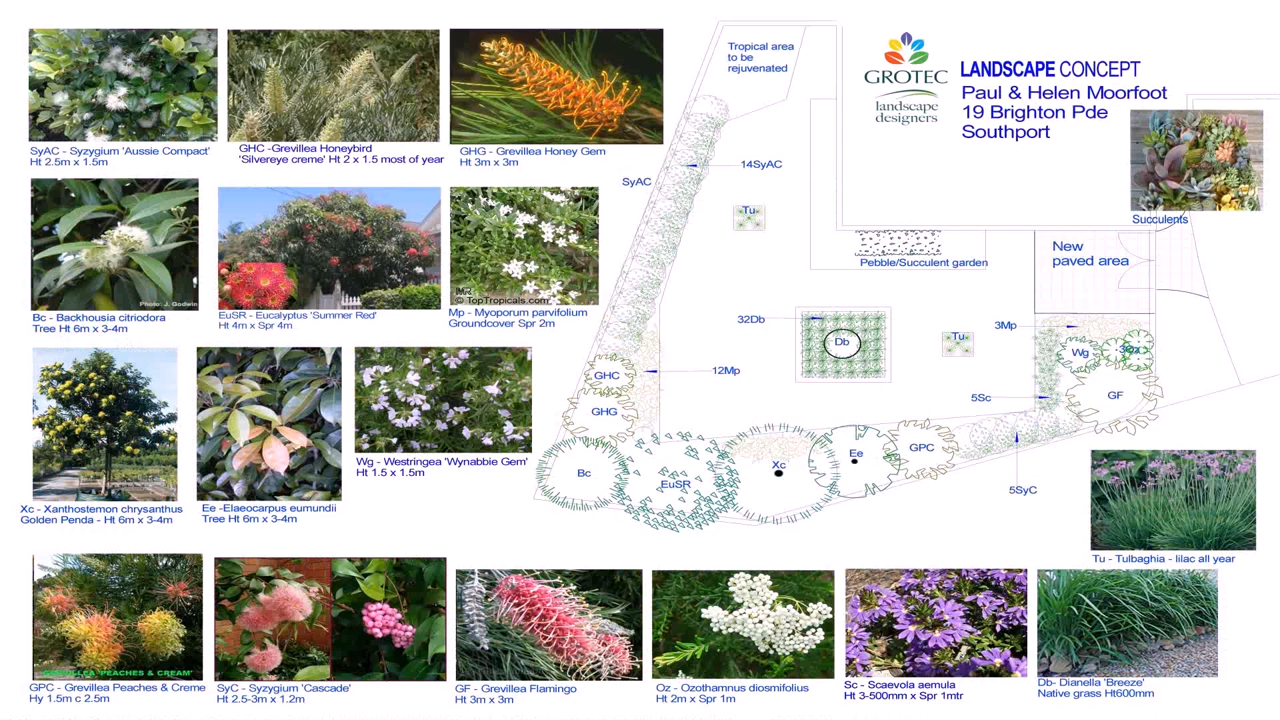 GROTEC
landscape
designers
LANDSCAPE CONCEPT
Paul & Helen Moorfoot
19 Brighton Pde
Southport
Tropical area
to be
rejuvenated
SyAC - Syzygium 'Aussie Compact'
Ht 2.5m x 1.5m
GHC -Grevillea Honeybird
'Silvereye creme' Ht 2 x 1.5 most of year
GHG - Grevillea Honey Gem
Ht 3m x 3m
14SyAC
SyAC
Tu
Succulents
Pebble/Succulent garden
New
paved area
Photo: J. Godwin
Bc - Backhousia citriodora
Tree Ht 6m x 3-4m
EuSR - Eucalyptus 'Summer Red'
Ht 4m x Spr 4m
© TopTropicals.com
Mp - Myoporum parvifolium
Groundcover Spr 2m
32Db
Db
Tu
3Mp
Wg
GHC
12Mp
GHG
5Sc
GF
Bc
EuSR
Xc
Ee
GPC
5SyC
Wg - Westringea 'Wynabbie Gem'
Ht 1.5 x 1.5m
Xc - Xanthostemon chrysanthus
Golden Penda - Ht 6m x 3-4m
Ee -Elaeocarpus eumundii
Tree Ht 6m x 3-4m
Tu - Tulbaghia - lilac all year
GREVILLEA 'PEACHES & CREAM'
GPC - Grevillea Peaches & Creme
Hy 1.5m c 2.5m
SyC - Syzygium 'Cascade'
Ht 2.5-3m x 1.2m
GF - Grevillea Flamingo
Ht 3m x 3m
Oz - Ozothamnus diosmifolius
Ht 2m x Spr 1m
Sc - Scaevola aemula
Ht 3-500mm x Spr 1mtr
Db- Dianella 'Breeze'
Native grass Ht600mm